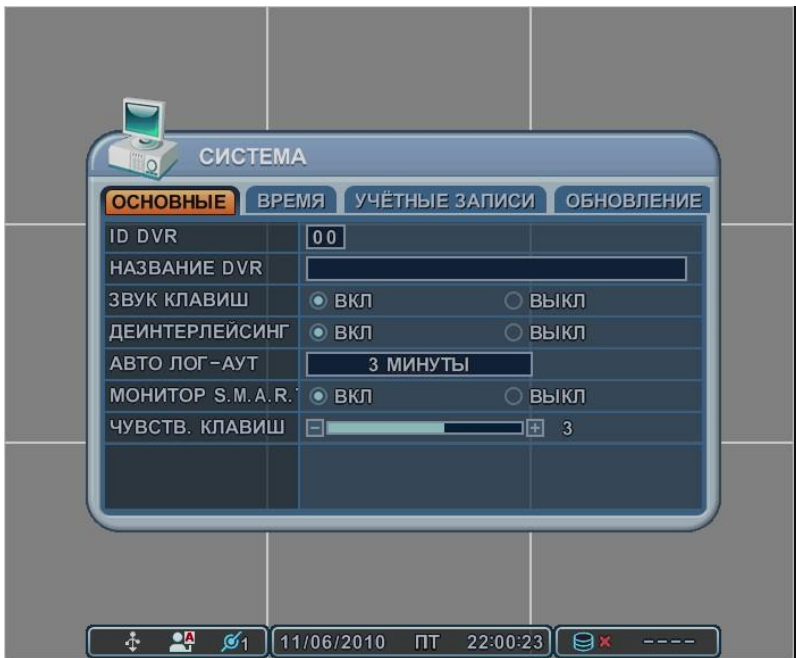 СИСТЕМА
ОСНОВНЫЕ ВРЕМЯ УЧЁТНЫЕ ЗАПИСИ ОБНОВЛЕНИЕ
ID DVR 00
НАЗВАНИЕ DVR
ЗВУК КЛАВИШ ВКЛ ВЫКЛ
ДЕИНТЕРЛЕЙСИНГ ВКЛ ВЫКЛ
АВТО ЛОГ-АУТ 3 МИНУТЫ
МОНИТОР S.M.A.R. ВКЛ ВЫКЛ
ЧУВСТВ. КЛАВИШ - + 3
A 1 11/06/2010 ПТ 22:00:23 ----